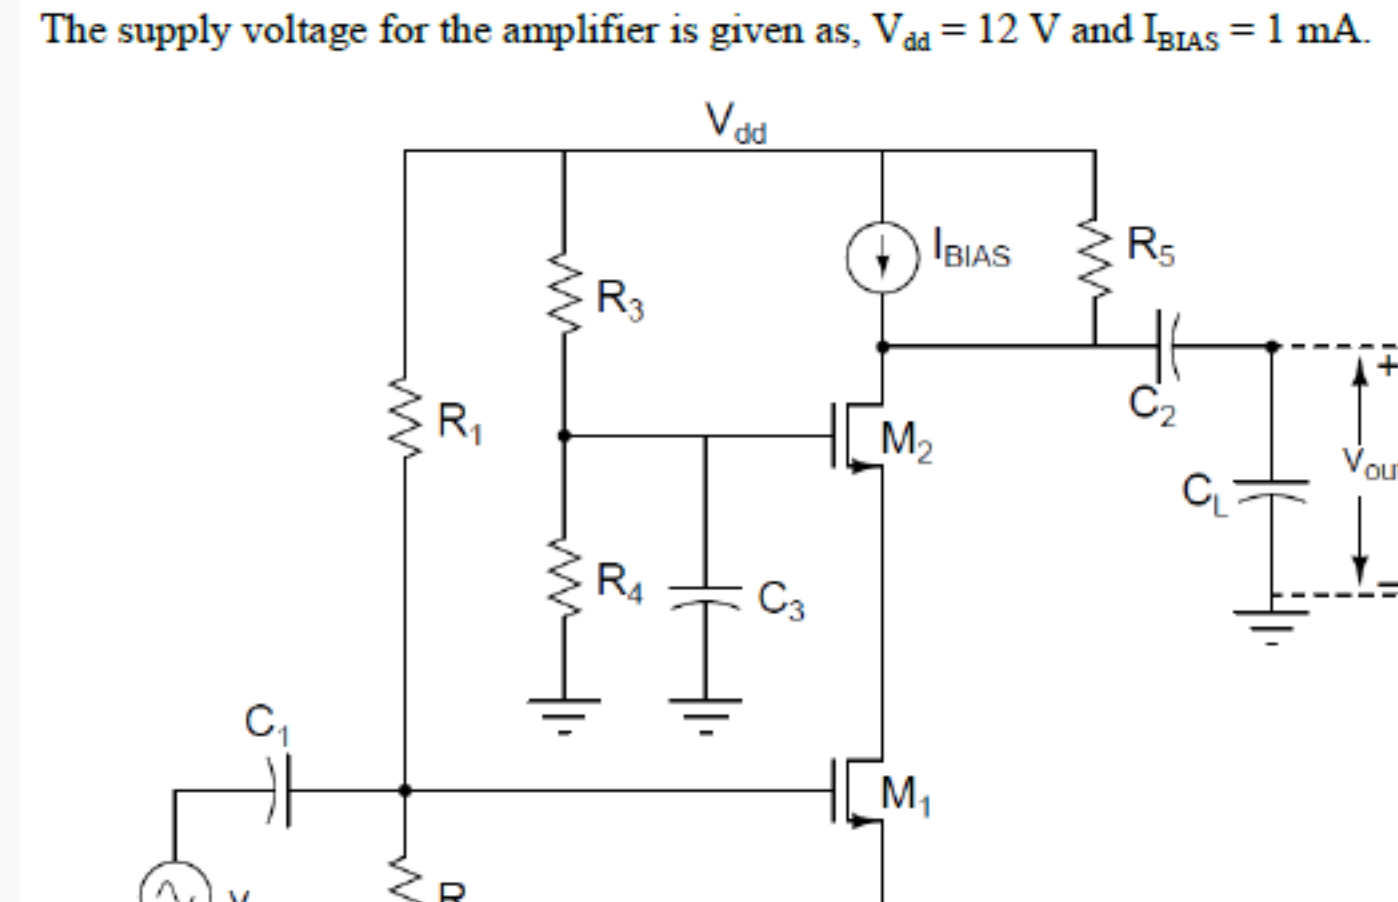 The supply voltage for the amplifier is given as, Vdd = 12 V and IBIAS = 1 mA.
Vdd
IBIAS
R5
R3
C2
R1
M2
+
Vou
CL
R4
C3
–
C1
M1
R